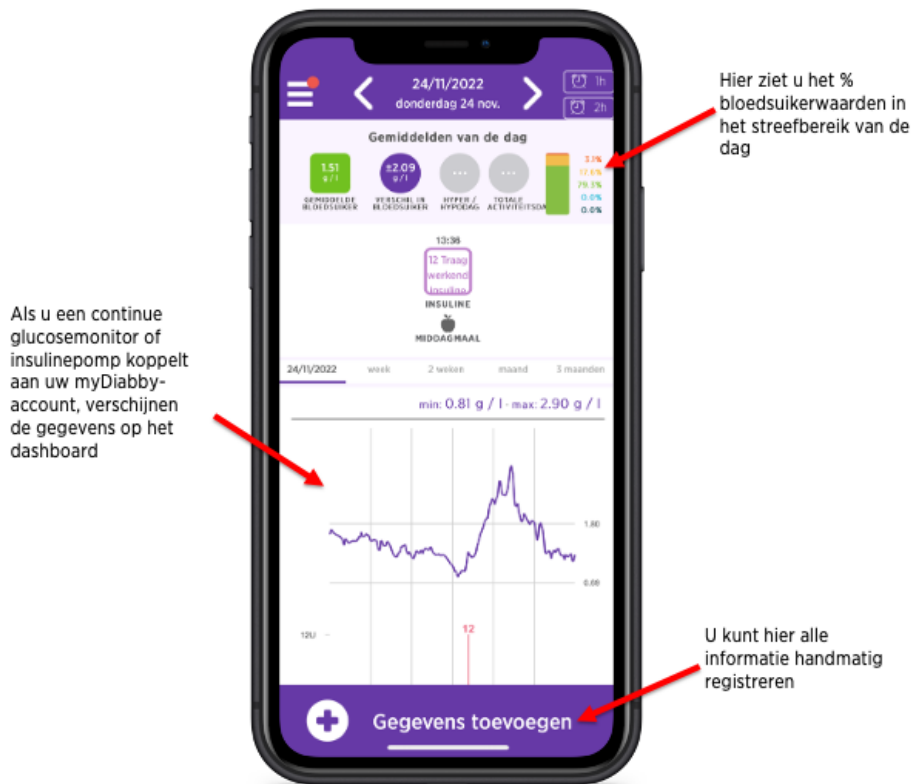 24/11/2022
donderdag 24 nov.
1h
2h
Gemiddelden van de dag
1.51
g / l
±2.09
g / l
...
...
3.1%
17.6%
79.3%
0.0%
0.0%
GEMIDDELDE
BLOEDSUIKER
VERSCHIL IN
BLOEDSUIKER
HYPER /
HYPODAG
TOTALE
ACTIVITEITSDA
13:36
12 Traag
werkend
insuline
INSULINE
MIDDAGMAAL
24/11/2022 week 2 weken maand 3 maanden
min: 0.81 g / l - max: 2.90 g / l
1.80
0.69
12U
12
Gegevens toevoegen
Hier ziet u het %
bloedsuikerwaarden in
het streefbereik van de
dag
Als u een continue
glucosemonitor of
insulinepomp koppelt
aan uw myDiabby-
account, verschijnen
de gegevens op het
dashboard
U kunt hier alle
informatie handmatig
registreren